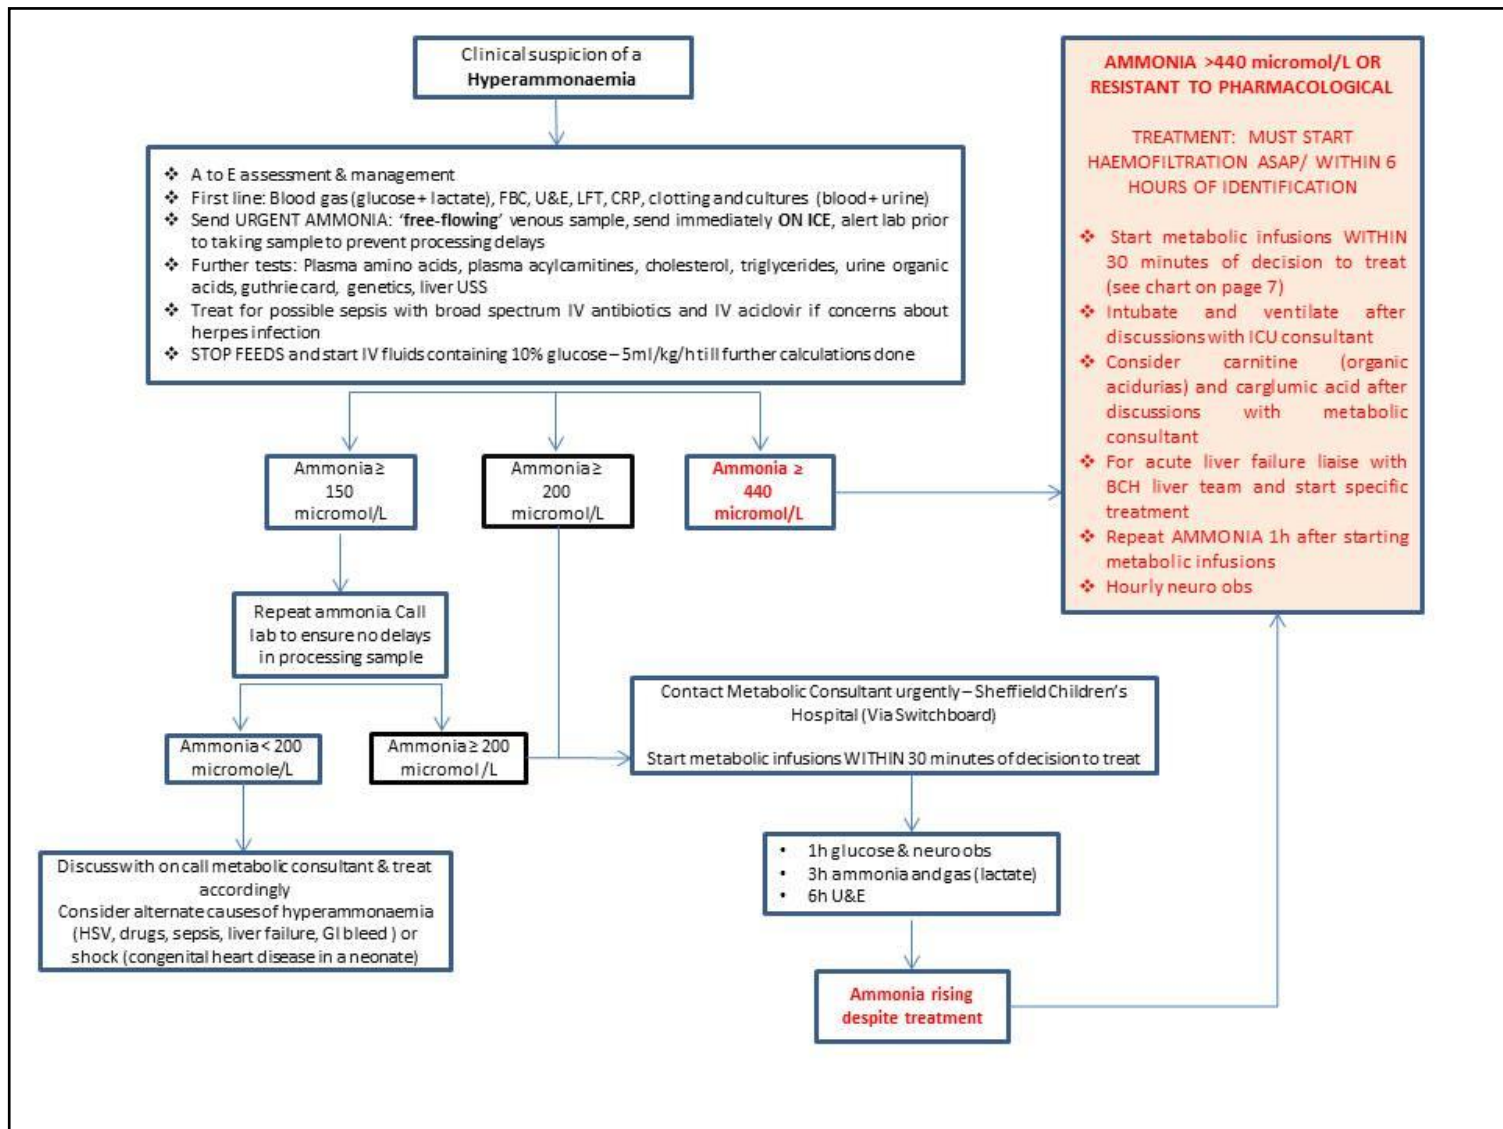 Clinical suspicion of a
Hyperammonaemia
❖ A to E assessment & management
❖ First line: Blood gas (glucose+ lactate), FBC, U&E, LFT, CRP, clotting and cultures (blood+ urine)
❖ Send URGENT AMMONIA: ‘free-flowing’ venous sample, send immediately ON ICE, alert lab prior
to taking sample to prevent processing delays
❖ Further tests: Plasma amino acids, plasma acylcarnitines, cholesterol, triglycerides, urine organic
acids, guthrie card, genetics, liver USS
❖ Treat for possible sepsis with broad spectrum IV antibiotics and IV aciclovir if concerns about
herpes infection
❖ STOP FEEDS and start IV fluids containing 10% glucose – 5ml/kg/h till further calculations done
Ammonia ≥
150
micromol/L
Ammonia ≥
200
micromol/L
Ammonia ≥
440
micromol/L
Repeat ammonia. Call
lab to ensure no delays
in processing sample
Ammonia < 200
micromole/L
Ammonia ≥ 200
micromol /L
Discuss with on call metabolic consultant & treat
accordingly
Consider alternate causes of hyperammonaemia
(HSV, drugs, sepsis, liver failure, GI bleed ) or
shock (congenital heart disease in a neonate)
Contact Metabolic Consultant urgently – Sheffield Children’s
Hospital (Via Switchboard)
Start metabolic infusions WITHIN 30 minutes of decision to treat
• 1h glucose & neuro obs
• 3h ammonia and gas (lactate)
• 6h U&E
Ammonia rising
despite treatment
AMMONIA >440 micromol/L OR
RESISTANT TO PHARMACOLOGICAL
TREATMENT: MUST START
HAEMOFILTRATION ASAP/ WITHIN 6
HOURS OF IDENTIFICATION
❖ Start metabolic infusions WITHIN
30 minutes of decision to treat
(see chart on page 7)
❖ Intubate and ventilate after
discussions with ICU consultant
❖ Consider carnitine (organic
acidurias) and carglumic acid after
discussions with metabolic
consultant
❖ For acute liver failure liaise with
BCH liver team and start specific
treatment
❖ Repeat AMMONIA 1h after starting
metabolic infusions
❖ Hourly neuro obs